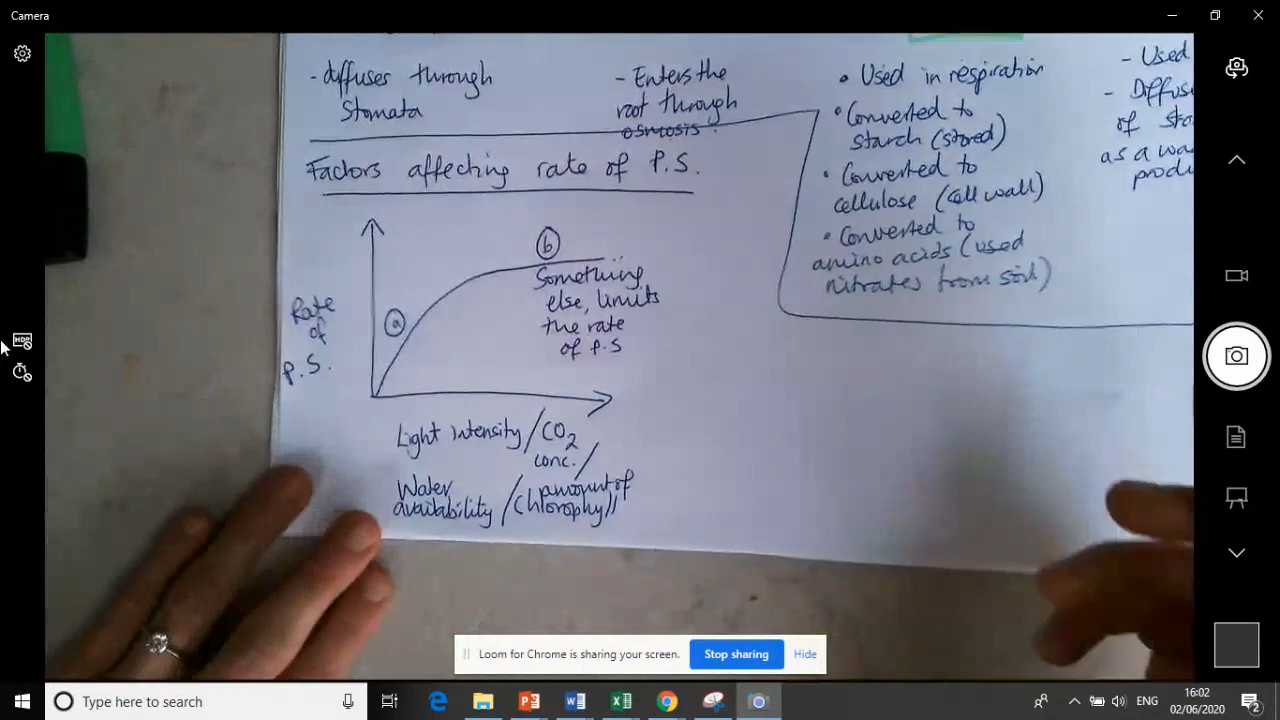 Camera
- diffuses through
Stomata
- Enters the
root through
osmosis.
• Used in respiration
• Converted to
starch (stored)
• Converted to
cellulose (cell wall)
• Converted to
amino acids (used
nitrates from soil)
- Used
- Diffus
of sto
as a wa
produ
Factors affecting rate of P.S.
Rate
of
P.S.
a
b
Something
else, limits
the rate
of P.S
Light intensity / CO2
conc. /
Water
availability / amount of
Chlorophyll
Loom for Chrome is sharing your screen.
Stop sharing
Hide
Type here to search
ENG
16:02
02/06/2020
2